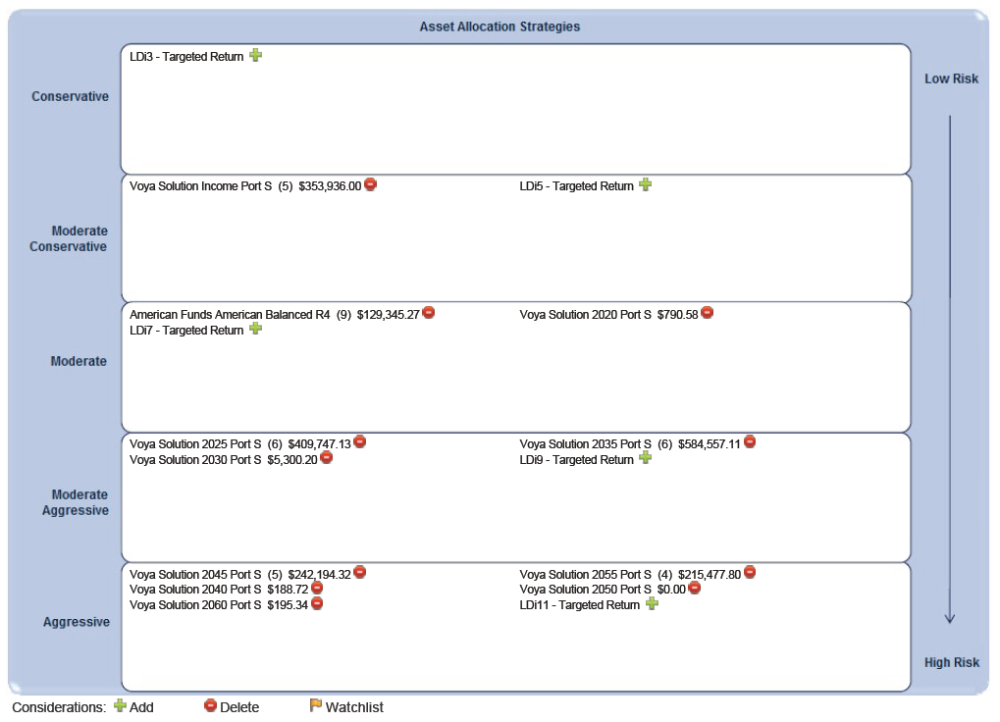 Asset Allocation Strategies
Conservative
LDi3 - Targeted Return
Low Risk
Moderate
Conservative
Voya Solution Income Port S (5) $353,936.00
LDi5 - Targeted Return
Moderate
American Funds American Balanced R4 (9) $129,345.27
Voya Solution 2020 Port S $790.58
LDi7 - Targeted Return
Moderate
Aggressive
Voya Solution 2025 Port S (6) $409,747.13
Voya Solution 2035 Port S (6) $584,557.11
Voya Solution 2030 Port S $5,300.20
LDi9 - Targeted Return
Aggressive
Voya Solution 2045 Port S (5) $242,194.32
Voya Solution 2055 Port S (4) $215,477.80
Voya Solution 2040 Port S $188.72
Voya Solution 2050 Port S $0.00
Voya Solution 2060 Port S $195.34
LDi11 - Targeted Return
High Risk
Considerations: Add Delete Watchlist